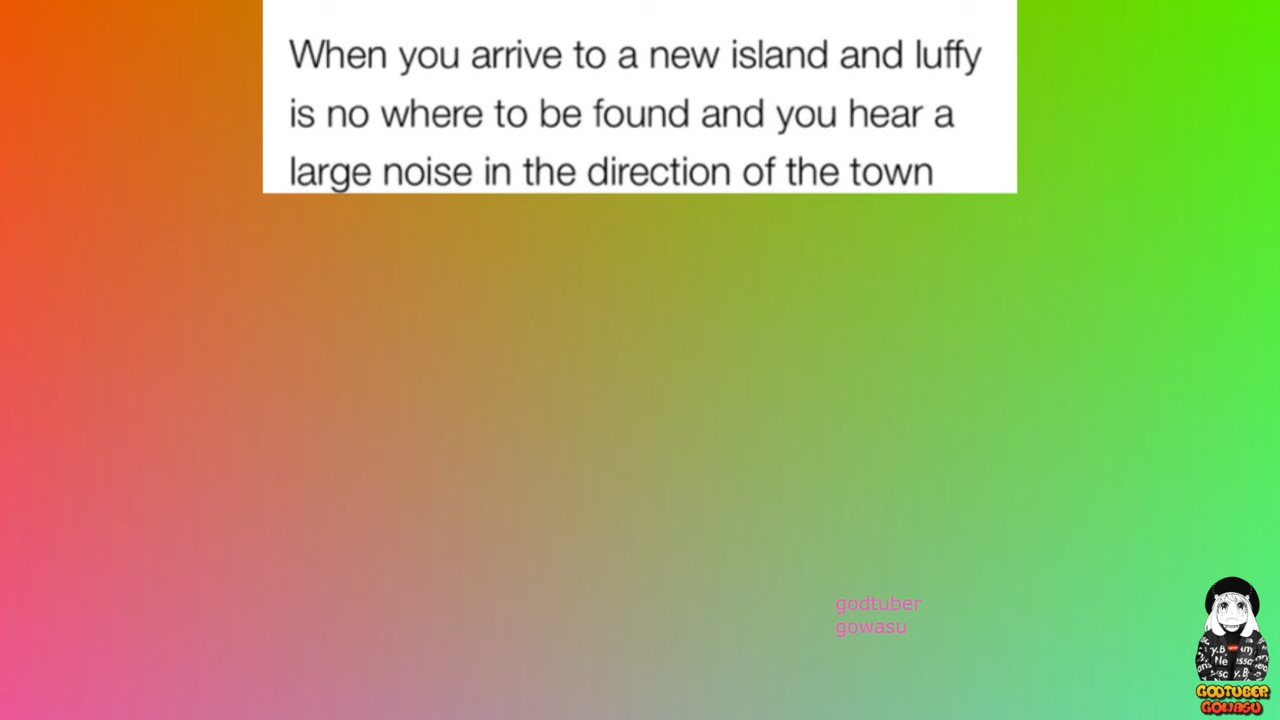 When you arrive to a new island and luffy
is no where to be found and you hear a
large noise in the direction of the town
godtuber
gowasu
GODTUBER
GOWASU